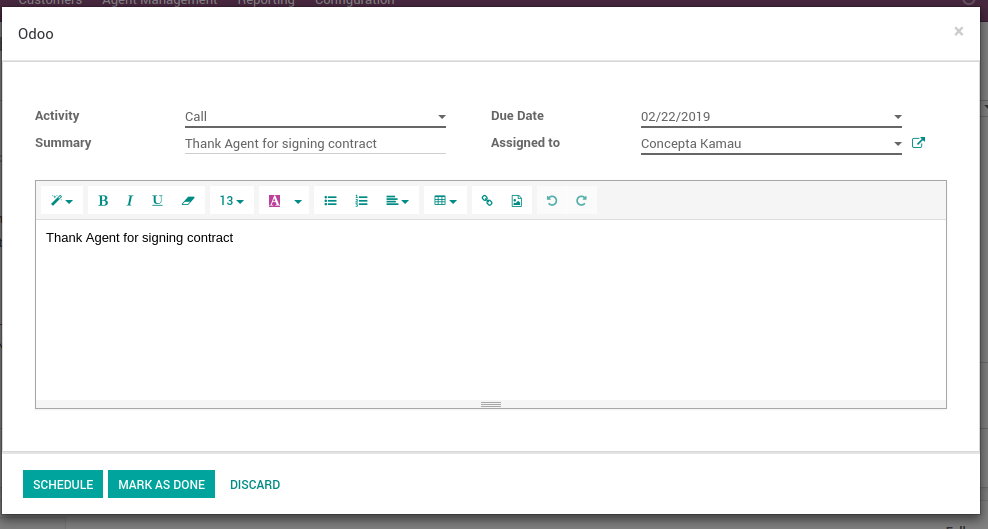 Customers Agent Management Reporting Configuration
Odoo ×
Activity Call Due Date 02/22/2019
Summary Thank Agent for signing contract Assigned to Concepta Kamau
B I U 13 A
Thank Agent for signing contract
SCHEDULE MARK AS DONE DISCARD